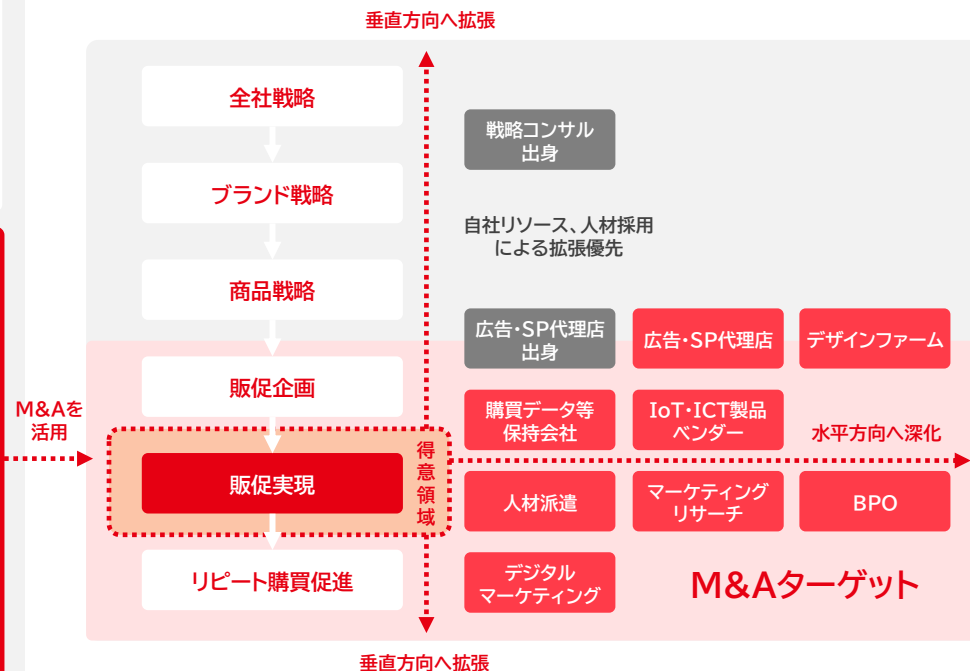 垂直方向へ拡張
全社戦略
戦略コンサル
出身
ブランド戦略
自社リソース、人材採用
による拡張優先
商品戦略
広告・SP代理店
出身
広告・SP代理店
デザインファーム
販促企画
M&Aを
活用
購買データ等
保持会社
IoT・ICT製品
ベンダー
水平方向へ深化
得意領域
販促実現
人材派遣
マーケティング
リサーチ
BPO
リピート購買促進
デジタル
マーケティング
M&Aターゲット
垂直方向へ拡張